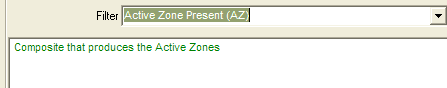 Filter Active Zone Present (AZ)
Composite that produces the Active Zones